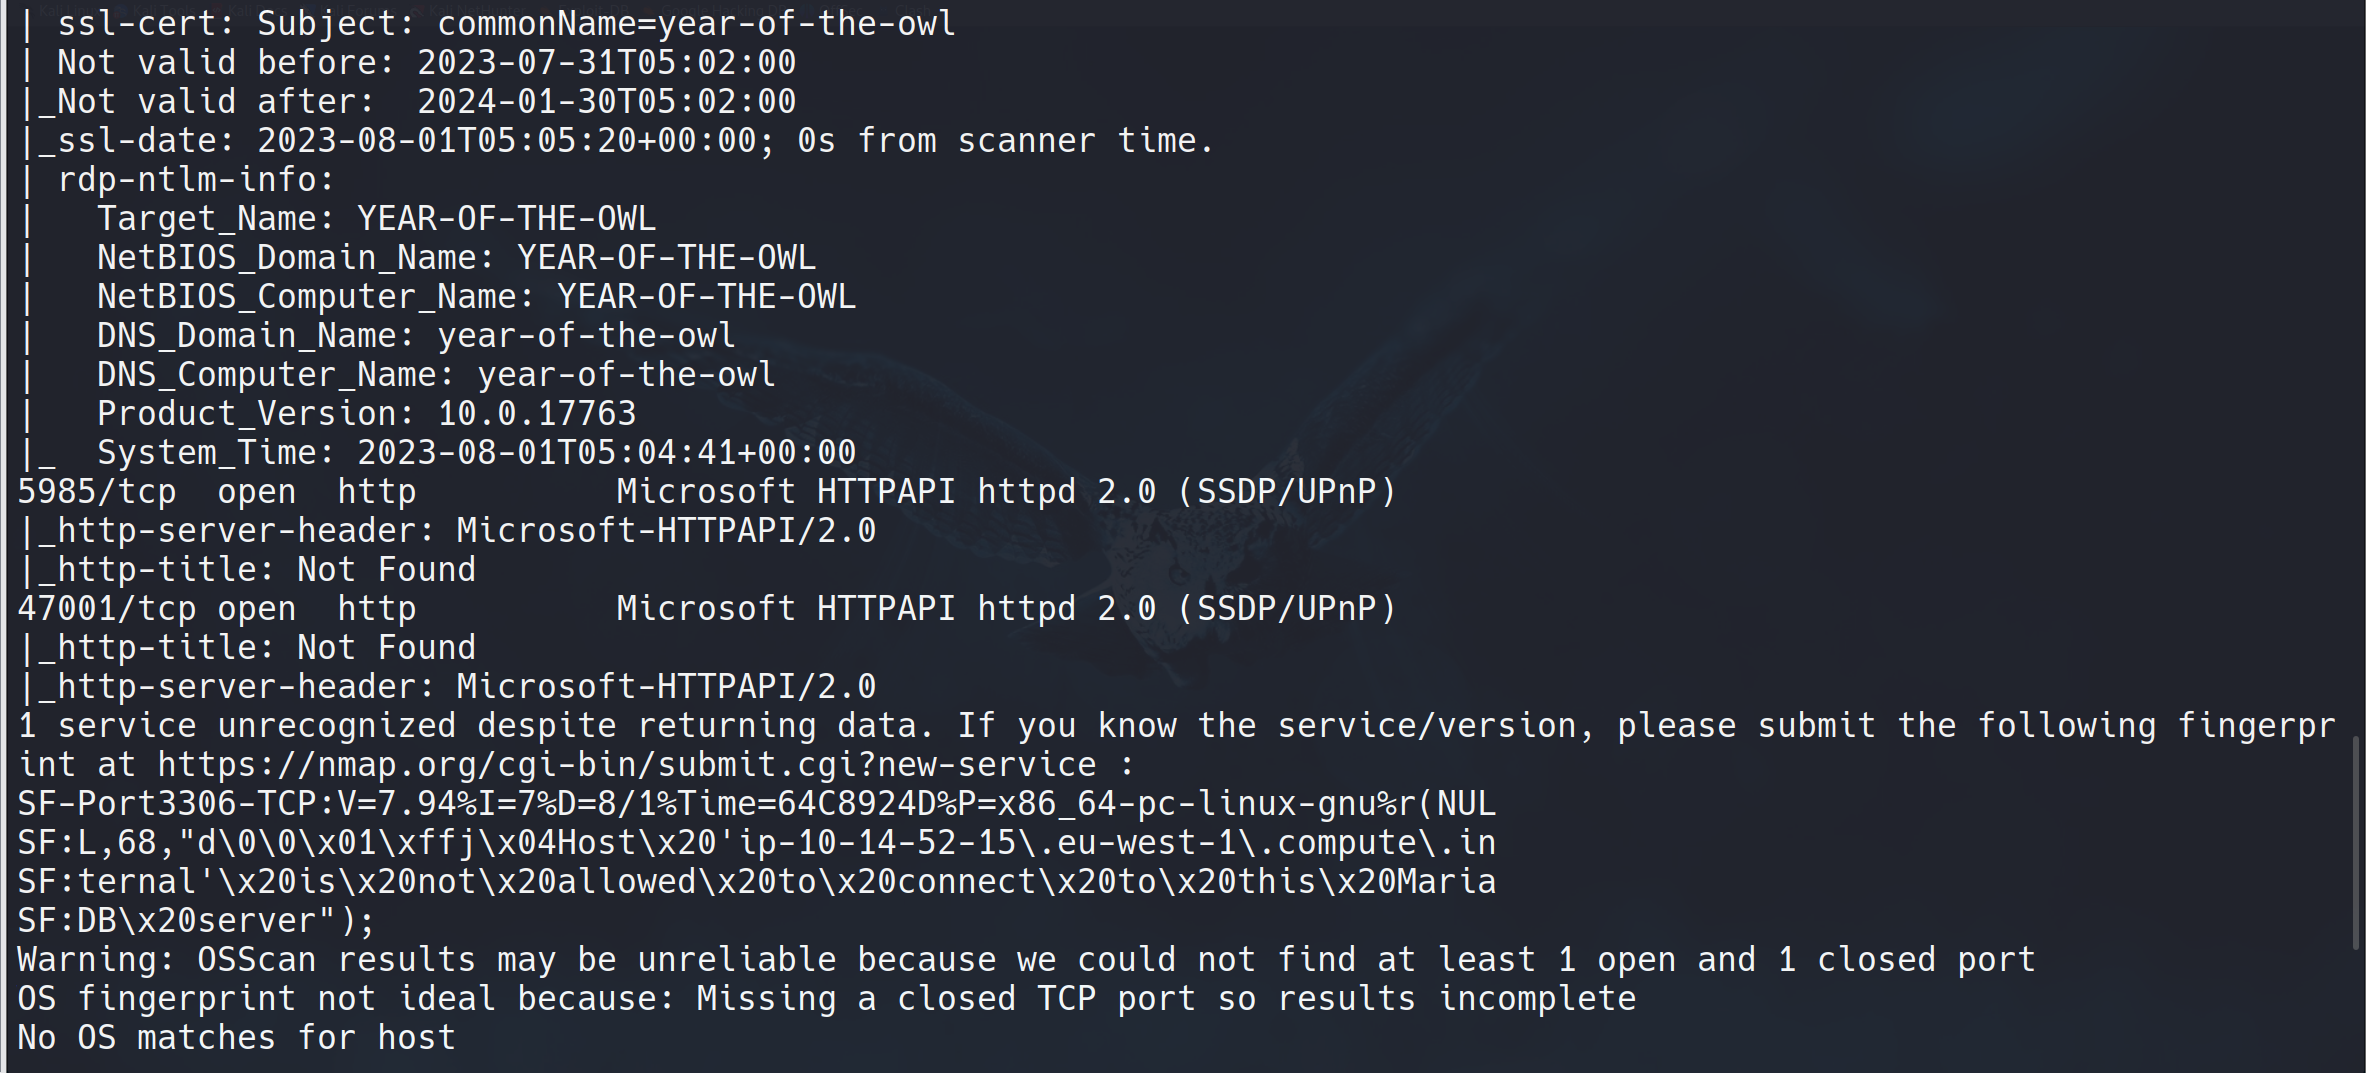 | ssl-cert: Subject: commonName=year-of-the-owl
| Not valid before: 2023-07-31T05:02:00
|_Not valid after:  2024-01-30T05:02:00
|_ssl-date: 2023-08-01T05:05:20+00:00; 0s from scanner time.
| rdp-ntlm-info:
|   Target_Name: YEAR-OF-THE-OWL
|   NetBIOS_Domain_Name: YEAR-OF-THE-OWL
|   NetBIOS_Computer_Name: YEAR-OF-THE-OWL
|   DNS_Domain_Name: year-of-the-owl
|   DNS_Computer_Name: year-of-the-owl
|   Product_Version: 10.0.17763
|_  System_Time: 2023-08-01T05:04:41+00:00
5985/tcp  open  http          Microsoft HTTPAPI httpd 2.0 (SSDP/UPnP)
|_http-server-header: Microsoft-HTTPAPI/2.0
|_http-title: Not Found
47001/tcp open  http          Microsoft HTTPAPI httpd 2.0 (SSDP/UPnP)
|_http-title: Not Found
|_http-server-header: Microsoft-HTTPAPI/2.0
1 service unrecognized despite returning data. If you know the service/version, please submit the following fingerpr
int at https://nmap.org/cgi-bin/submit.cgi?new-service :
SF-Port3306-TCP:V=7.94%I=7%D=8/1%Time=64C8924D%P=x86_64-pc-linux-gnu%r(NUL
SF:L,68,"d\0\0\x01\xffj\x04Host\x20'ip-10-14-52-15\.eu-west-1\.compute\.in
SF:ternal'\x20is\x20not\x20allowed\x20to\x20connect\x20to\x20this\x20Maria
SF:DB\x20server");
Warning: OSScan results may be unreliable because we could not find at least 1 open and 1 closed port
OS fingerprint not ideal because: Missing a closed TCP port so results incomplete
No OS matches for host